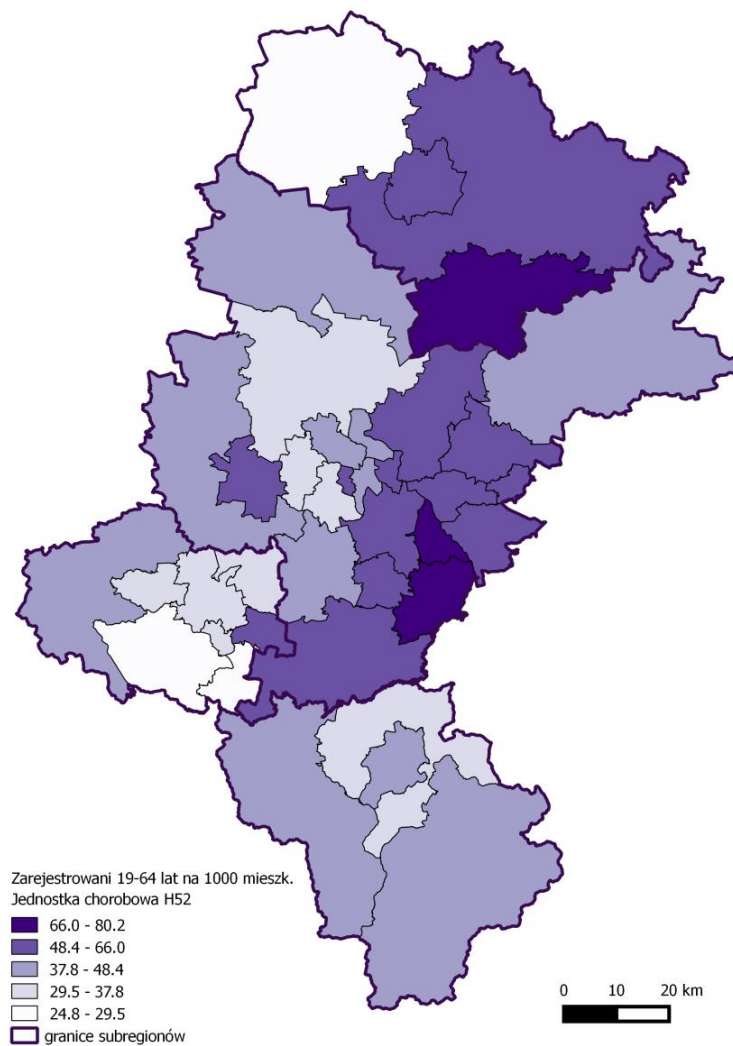 Zarejestrowani 19-64 lat na 1000 mieszk.
Jednostka chorobowa H52
66.0 - 80.2
48.4 - 66.0
37.8 - 48.4
29.5 - 37.8
24.8 - 29.5
granice subregionów
0 10 20 km